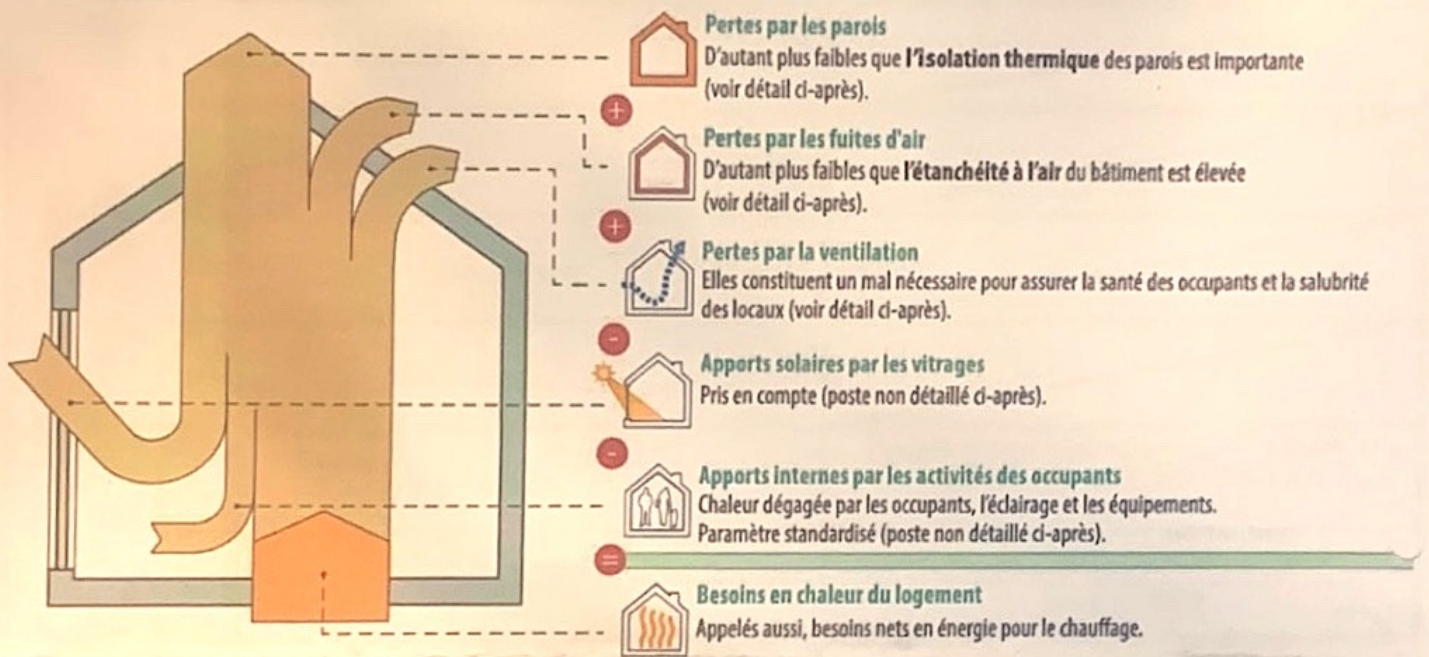 Pertes par les parois
D'autant plus faibles que l'isolation thermique des parois est importante
(voir détail ci-après).
+
Pertes par les fuites d'air
D'autant plus faibles que l'étanchéité à l'air du bâtiment est élevée
(voir détail ci-après).
+
Pertes par la ventilation
Elles constituent un mal nécessaire pour assurer la santé des occupants et la salubrité
des locaux (voir détail ci-après).
-
Apports solaires par les vitrages
Pris en compte (poste non détaillé ci-après).
-
Apports internes par les activités des occupants
Chaleur dégagée par les occupants, l'éclairage et les équipements.
Paramètre standardisé (poste non détaillé ci-après).
=
Besoins en chaleur du logement
Appelés aussi, besoins nets en énergie pour le chauffage.